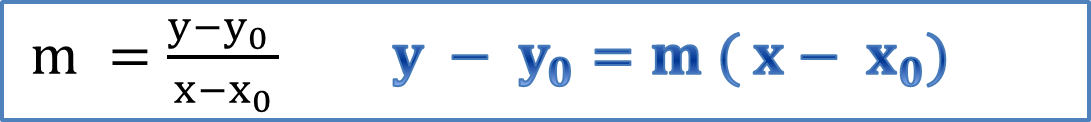 m = y−y₀ / x−x₀    y − y₀ = m ( x − x₀)